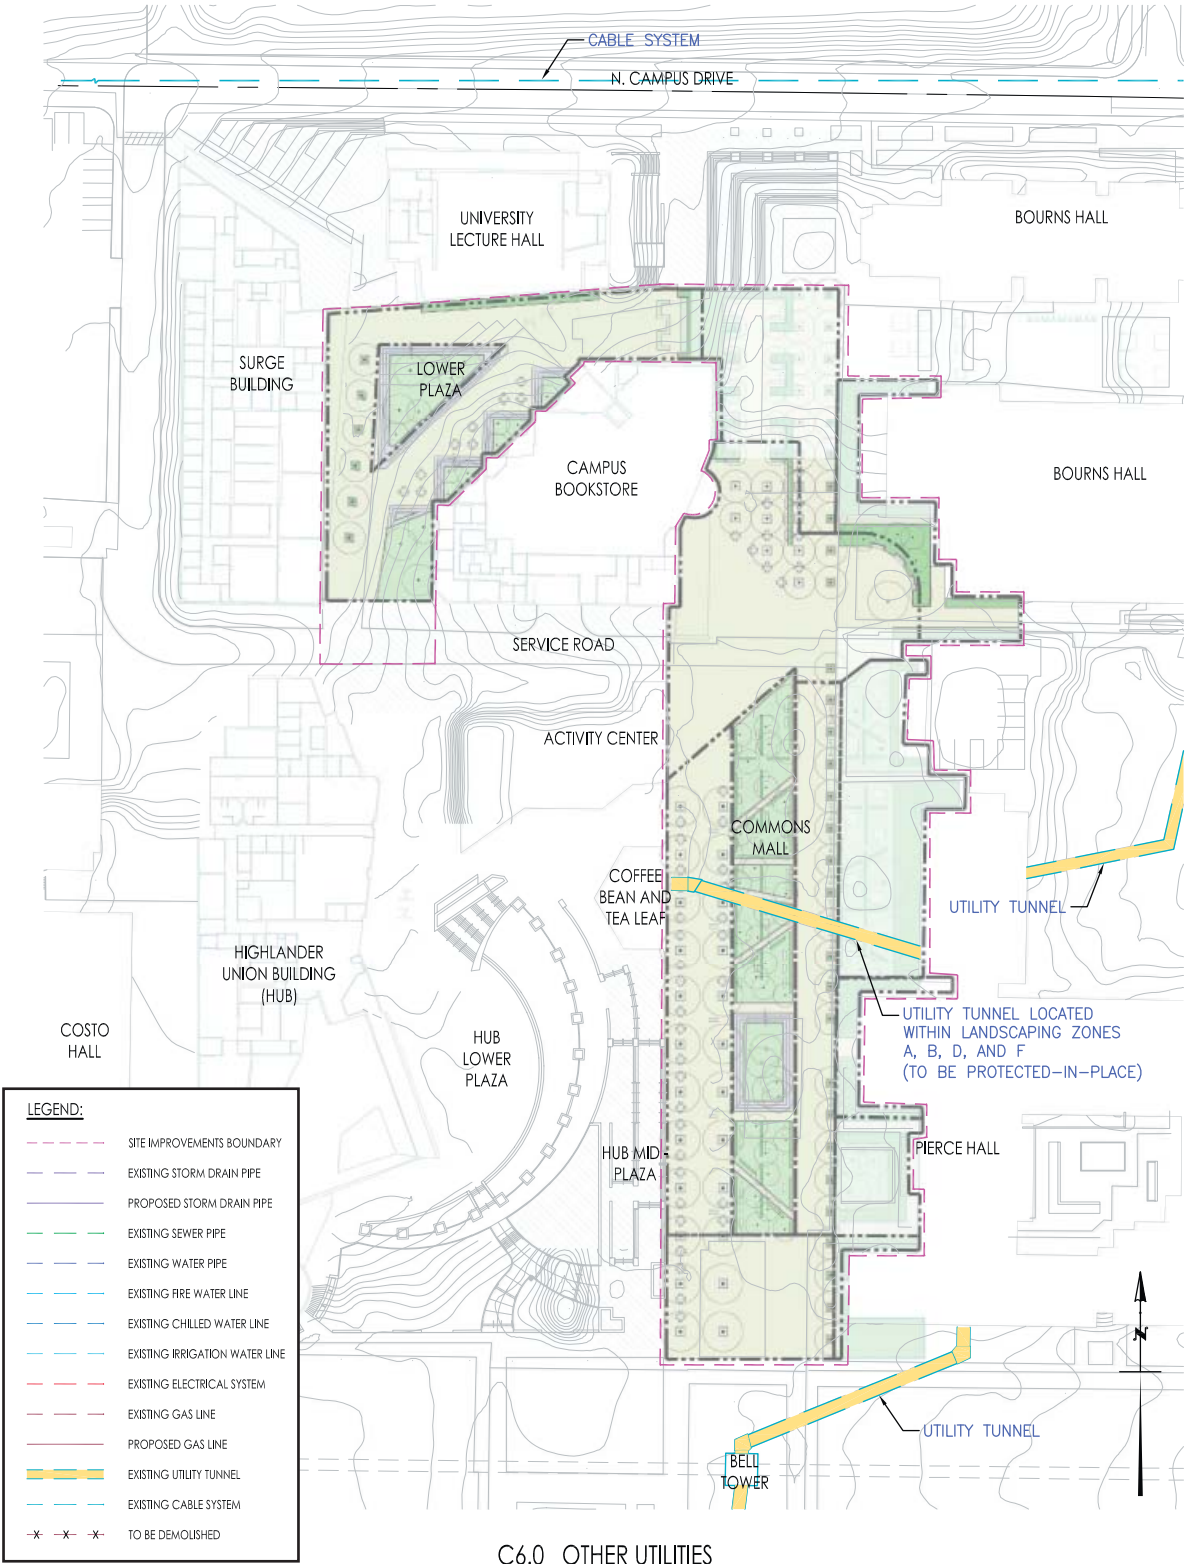 CABLE SYSTEM
N. CAMPUS DRIVE
UNIVERSITY
LECTURE HALL
BOURNS HALL
SURGE
BUILDING
LOWER
PLAZA
CAMPUS
BOOKSTORE
BOURNS HALL
SERVICE ROAD
ACTIVITY CENTER
COMMONS
MALL
COFFEE
BEAN AND
TEA LEAF
UTILITY TUNNEL
HIGHLANDER
UNION BUILDING
(HUB)
UTILITY TUNNEL LOCATED
WITHIN LANDSCAPING ZONES
A, B, D, AND F
(TO BE PROTECTED-IN-PLACE)
COSTO
HALL
HUB
LOWER
PLAZA
HUB MID-
PLAZA
PIERCE HALL
LEGEND:
SITE IMPROVEMENTS BOUNDARY
EXISTING STORM DRAIN PIPE
PROPOSED STORM DRAIN PIPE
EXISTING SEWER PIPE
EXISTING WATER PIPE
EXISTING FIRE WATER LINE
EXISTING CHILLED WATER LINE
EXISTING IRRIGATION WATER LINE
EXISTING ELECTRICAL SYSTEM
EXISTING GAS LINE
PROPOSED GAS LINE
EXISTING UTILITY TUNNEL
EXISTING CABLE SYSTEM
X X X TO BE DEMOLISHED
N
UTILITY TUNNEL
BELL
TOWER
C6.0 OTHER UTILITIES